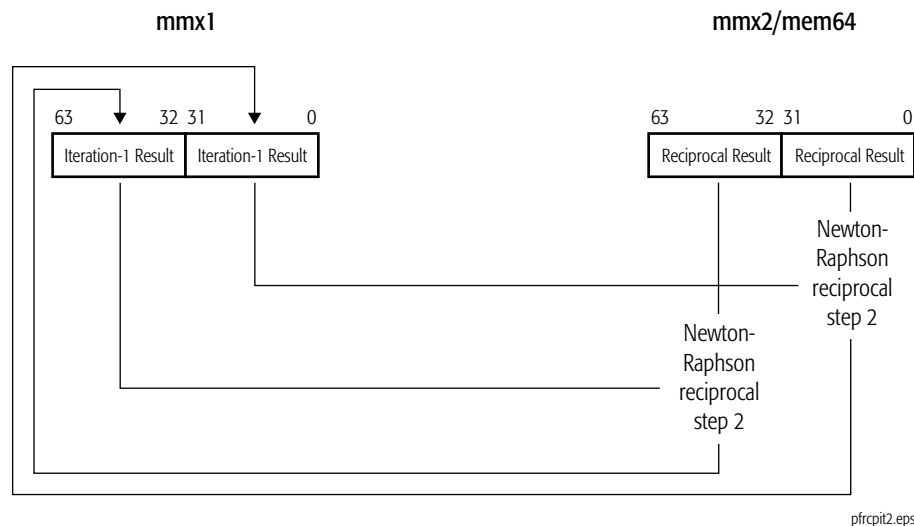 mmx1 mmx2/mem64
63 32 31 0 63 32 31 0
Iteration-1 Result Iteration-1 Result Reciprocal Result Reciprocal Result
Newton-
Raphson
reciprocal
step 2
Newton-
Raphson
reciprocal
step 2
pfrcpit2.eps